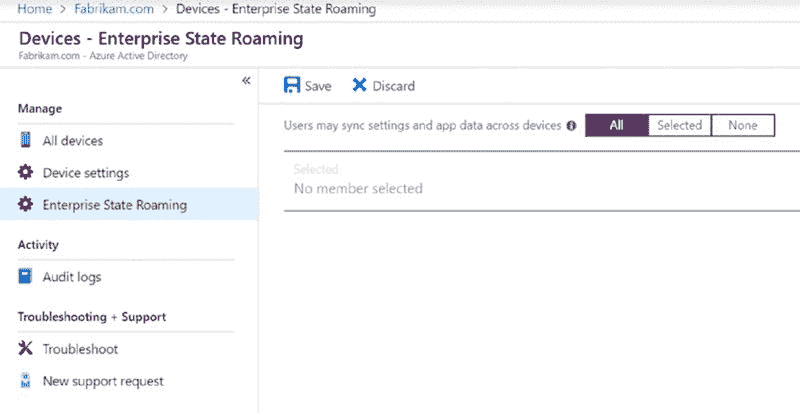 Home > Fabrikam.com > Devices - Enterprise State Roaming
Devices - Enterprise State Roaming
Fabrikam.com - Azure Active Directory
«
Save Discard
Manage
All devices
Device settings
Enterprise State Roaming
Activity
Audit logs
Troubleshooting + Support
Troubleshoot
New support request
Users may sync settings and app data across devices All Selected None
Selected
No member selected